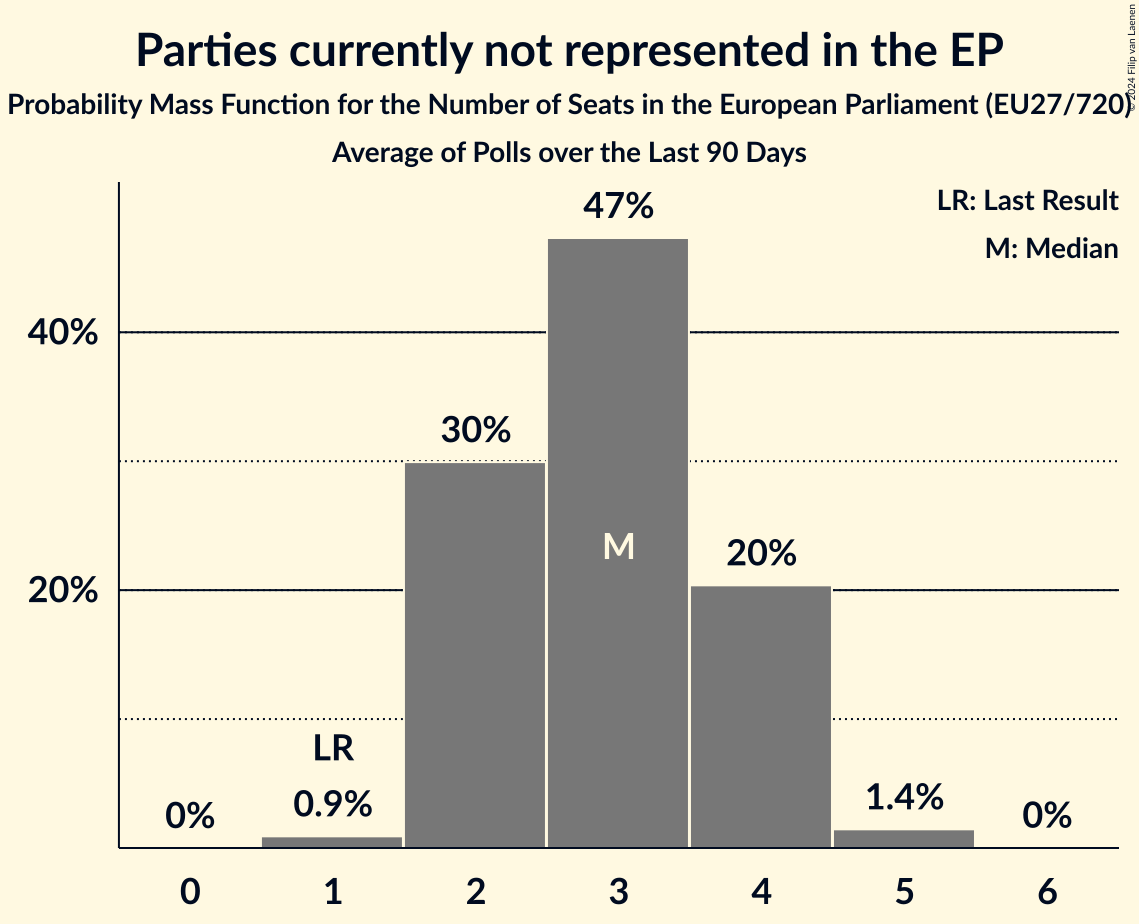 Parties currently not represented in the EP
Probability Mass Function for the Number of Seats in the European Parliament (EU27/720)
Average of Polls over the Last 90 Days
© 2024 Filip van Laenen
LR: Last Result
M: Median
47%
40%
30%
M
20%
20%
LR
0%
0.9%
1.4%
0%
0 1 2 3 4 5 6